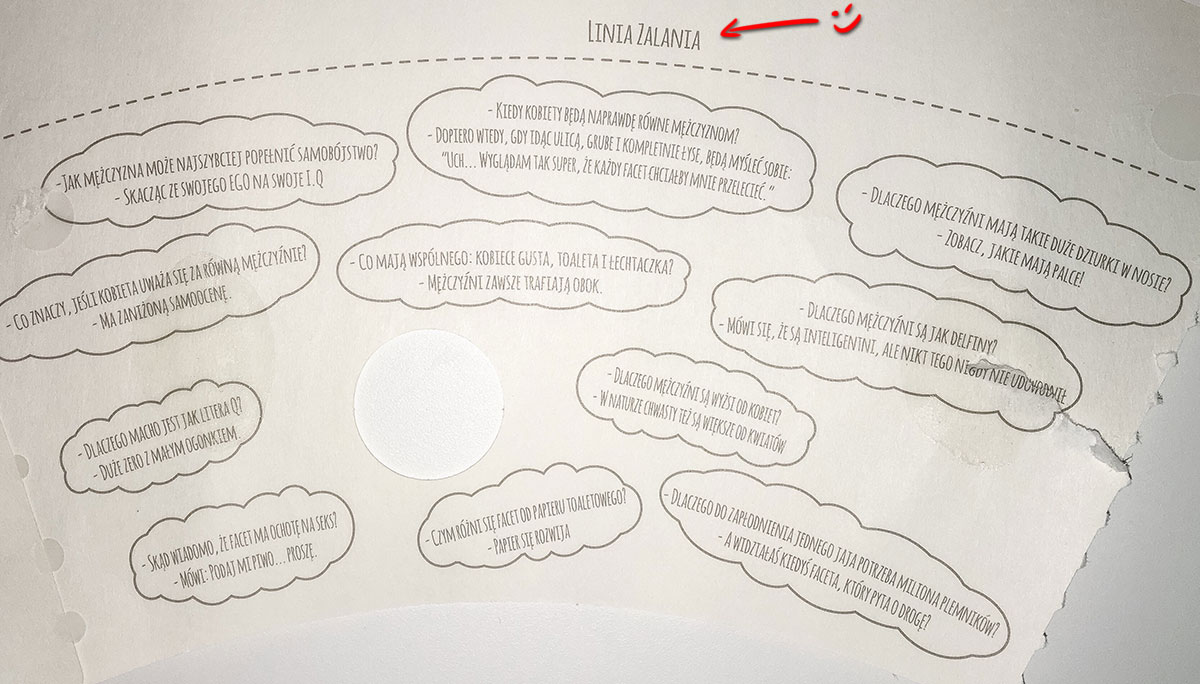 LINIA ZALANIA
- KIEDY KOBIETY BĘDĄ NAPRAWDĘ RÓWNE MĘŻCZYZNOM?
- DOPIERO WTEDY, GDY IDĄC ULICĄ, GRUBE I KOMPLETNIE ŁYSE, BĘDĄ MYŚLEĆ SOBIE:
"UCH... WYGLĄDAM TAK SUPER, ŻE KAŻDY FACET CHCIAŁBY MNIE PRZELECIEĆ."
-JAK MĘŻCZYZNA MOŻE NAJSZYBCIEJ POPEŁNIĆ SAMOBÓJSTWO?
- SKACZĄC ZE SWOJEGO EGO NA SWOJE I.Q
- DLACZEGO MĘŻCZYŹNI MAJĄ TAKIE DUŻE DZIURKI W NOSIE?
- ZOBACZ, JAKIE MAJĄ PALCE!
- CO ZNACZY, JEŚLI KOBIETA UWAŻA SIĘ ZA RÓWNĄ MĘŻCZYŹNIE?
- MA ZANIŻONĄ SAMOOCENĘ.
- CO MAJĄ WSPÓLNEGO: KOBIECE GUSTA, TOALETA I ŁECHTACZKA?
- MĘŻCZYŹNI ZAWSZE TRAFIAJĄ OBOK.
- DLACZEGO MĘŻCZYŹNI SĄ JAK DELFINY?
- MÓWI SIĘ, ŻE SĄ INTELIGENTNI, ALE NIKT TEGO NIGDY NIE UDOWODNIŁ
- DLACZEGO MACHO JEST JAK LITERA Q?
- DUŻE ZERO Z MAŁYM OGONKIEM.
- DLACZEGO MĘŻCZYŹNI SĄ WYŻSI OD KOBIET?
- W NATURZE CHWASTY TEŻ SĄ WIĘKSZE OD KWIATÓW
- SKĄD WIADOMO, ŻE FACET MA OCHOTĘ NA SEKS?
- MÓWI: PODAJ MI PIWO... PROSZĘ.
- CZYM RÓŻNI SIĘ FACET OD PAPIERU TOALETOWEGO?
- PAPIER SIĘ ROZWIJA
- DLACZEGO DO ZAPŁODNIENIA JEDNEGO JAJA POTRZEBA MILIONA PLEMNIKÓW?
- A WIDZIAŁAŚ KIEDYŚ FACETA, KTÓRY PYTA O DROGĘ?